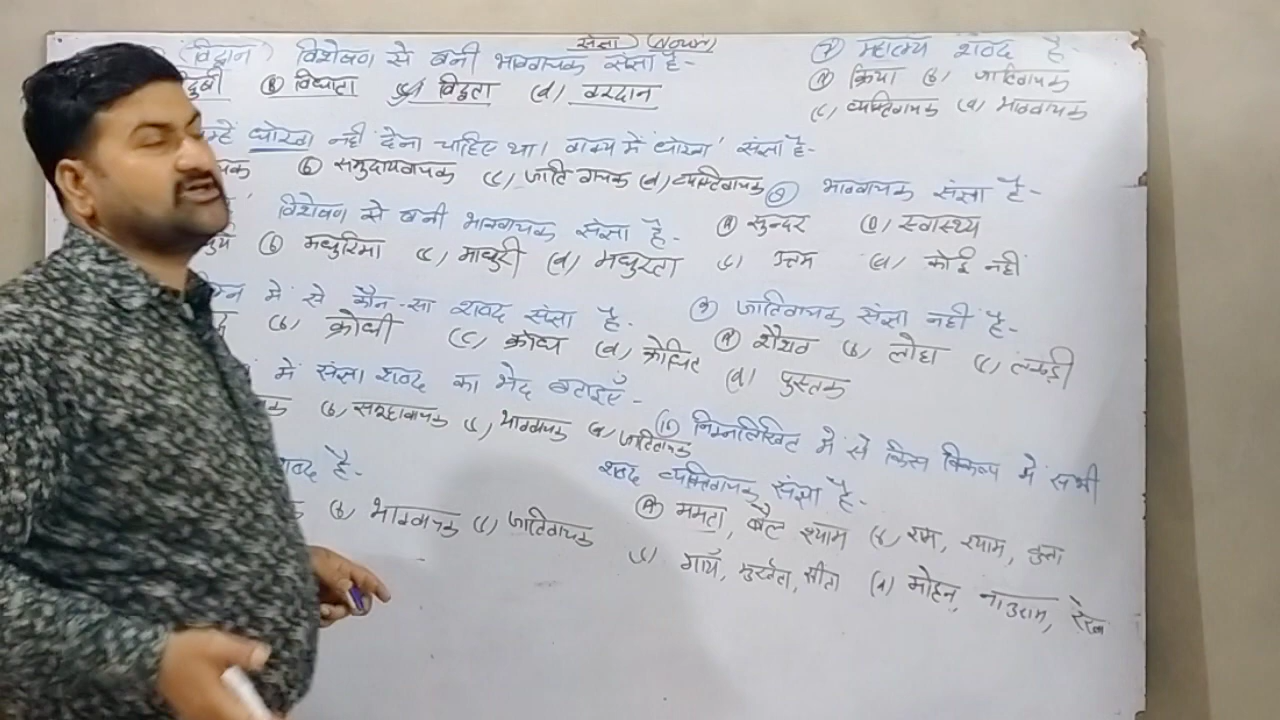 संज्ञा (Noun)
(विद्वान) विशेषण से बनी भाववाचक संज्ञा है-
(B) विधाता (c) विद्वता (d) वरदान
धोखा नहीं देना चाहिए था। वाक्य में 'धोखा' संज्ञा है-
(b) समुदायवाचक (c) जातिवाचक (d) व्यक्तिवाचक
विशेषण से बनी भाववाचक संज्ञा है-
(b) मधुरिमा (c) माधुरी (d) मधुरता
में से कौन-सा शब्द संज्ञा है-
(b) क्रोधी (c) क्रोध (d) क्रोधित
में संज्ञा शब्द का भेद बताइएँ-
(b) समूहवाचक (c) भाववाचक (d) जातिवाचक
शब्द है-
(b) भाववाचक (c) जातिवाचक
(7) महात्म्य शब्द है
(A) क्रिया (b) जातिवाचक
(c) व्यक्तिवाचक (d) भाववाचक
(8) भाववाचक संज्ञा है-
(A) सुन्दर (b) स्वास्थ्य
(c) उत्तम (d) कोई नहीं
(9) जातिवाचक संज्ञा नहीं है-
(A) शैशव (b) लोहा (c) लकड़ी
(d) पुस्तक
(10) निम्नलिखित में से किस विकल्प में सभी
शब्द व्यक्तिवाचक संज्ञा है-
(A) ममता, बैल श्याम (b) राम, श्याम, कुत्ता
(c) गाय, सीता (d) मोहन,